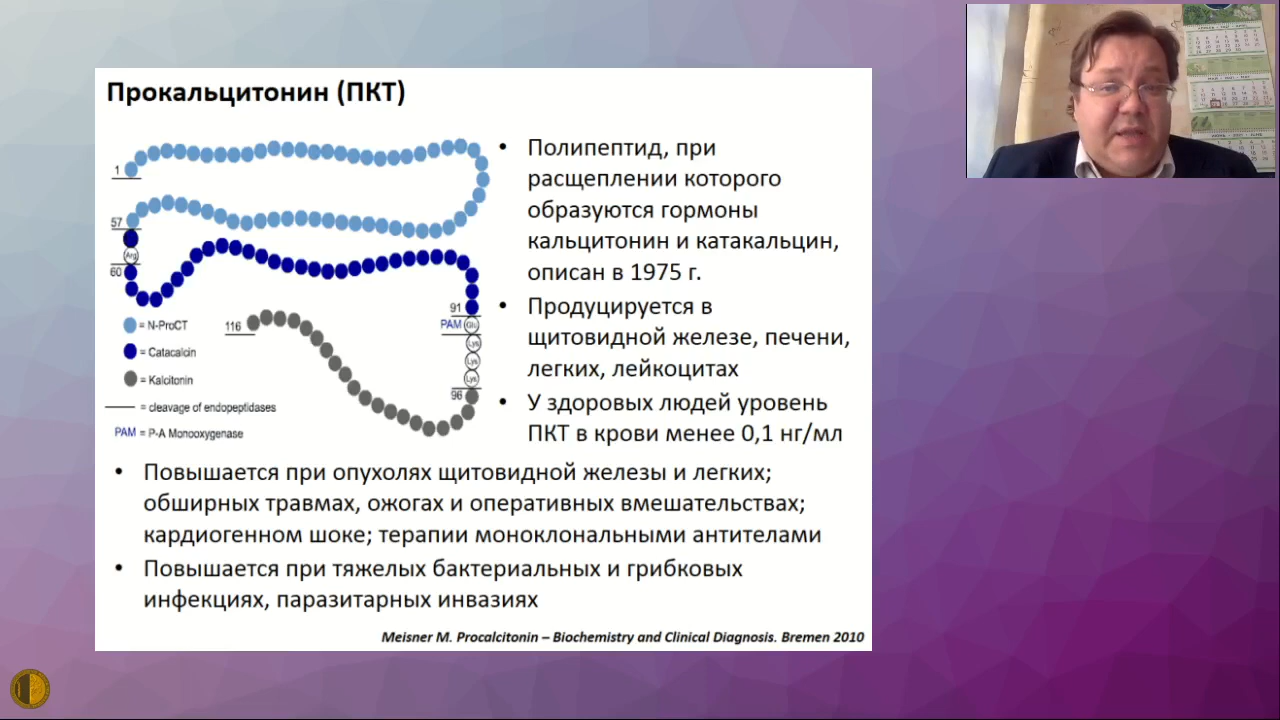 Прокальцитонин (ПКТ)
1
57
Arg
60
91
PAM
Glu
Lys
Lys
Lys
96
116
= N-ProCT
= Catacalcin
= Kalcitonin
= cleavage of endopeptidases
PAM = P-A Monooxygenase
• Полипептид, при
расщеплении которого
образуются гормоны
кальцитонин и катакальцин,
описан в 1975 г.
• Продуцируется в
щитовидной железе, печени,
легких, лейкоцитах
• У здоровых людей уровень
ПКТ в крови менее 0,1 нг/мл
• Повышается при опухолях щитовидной железы и легких;
обширных травмах, ожогах и оперативных вмешательствах;
кардиогенном шоке; терапии моноклональными антителами
• Повышается при тяжелых бактериальных и грибковых
инфекциях, паразитарных инвазиях
Meisner M. Procalcitonin – Biochemistry and Clinical Diagnosis. Bremen 2010